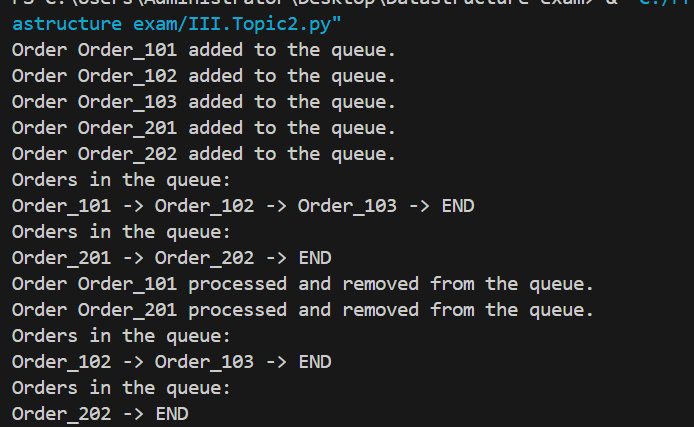 astructure exam/III.Topic2.py"
Order Order_101 added to the queue.
Order Order_102 added to the queue.
Order Order_103 added to the queue.
Order Order_201 added to the queue.
Order Order_202 added to the queue.
Orders in the queue:
Order_101 -> Order_102 -> Order_103 -> END
Orders in the queue:
Order_201 -> Order_202 -> END
Order Order_101 processed and removed from the queue.
Order Order_201 processed and removed from the queue.
Orders in the queue:
Order_102 -> Order_103 -> END
Orders in the queue:
Order_202 -> END